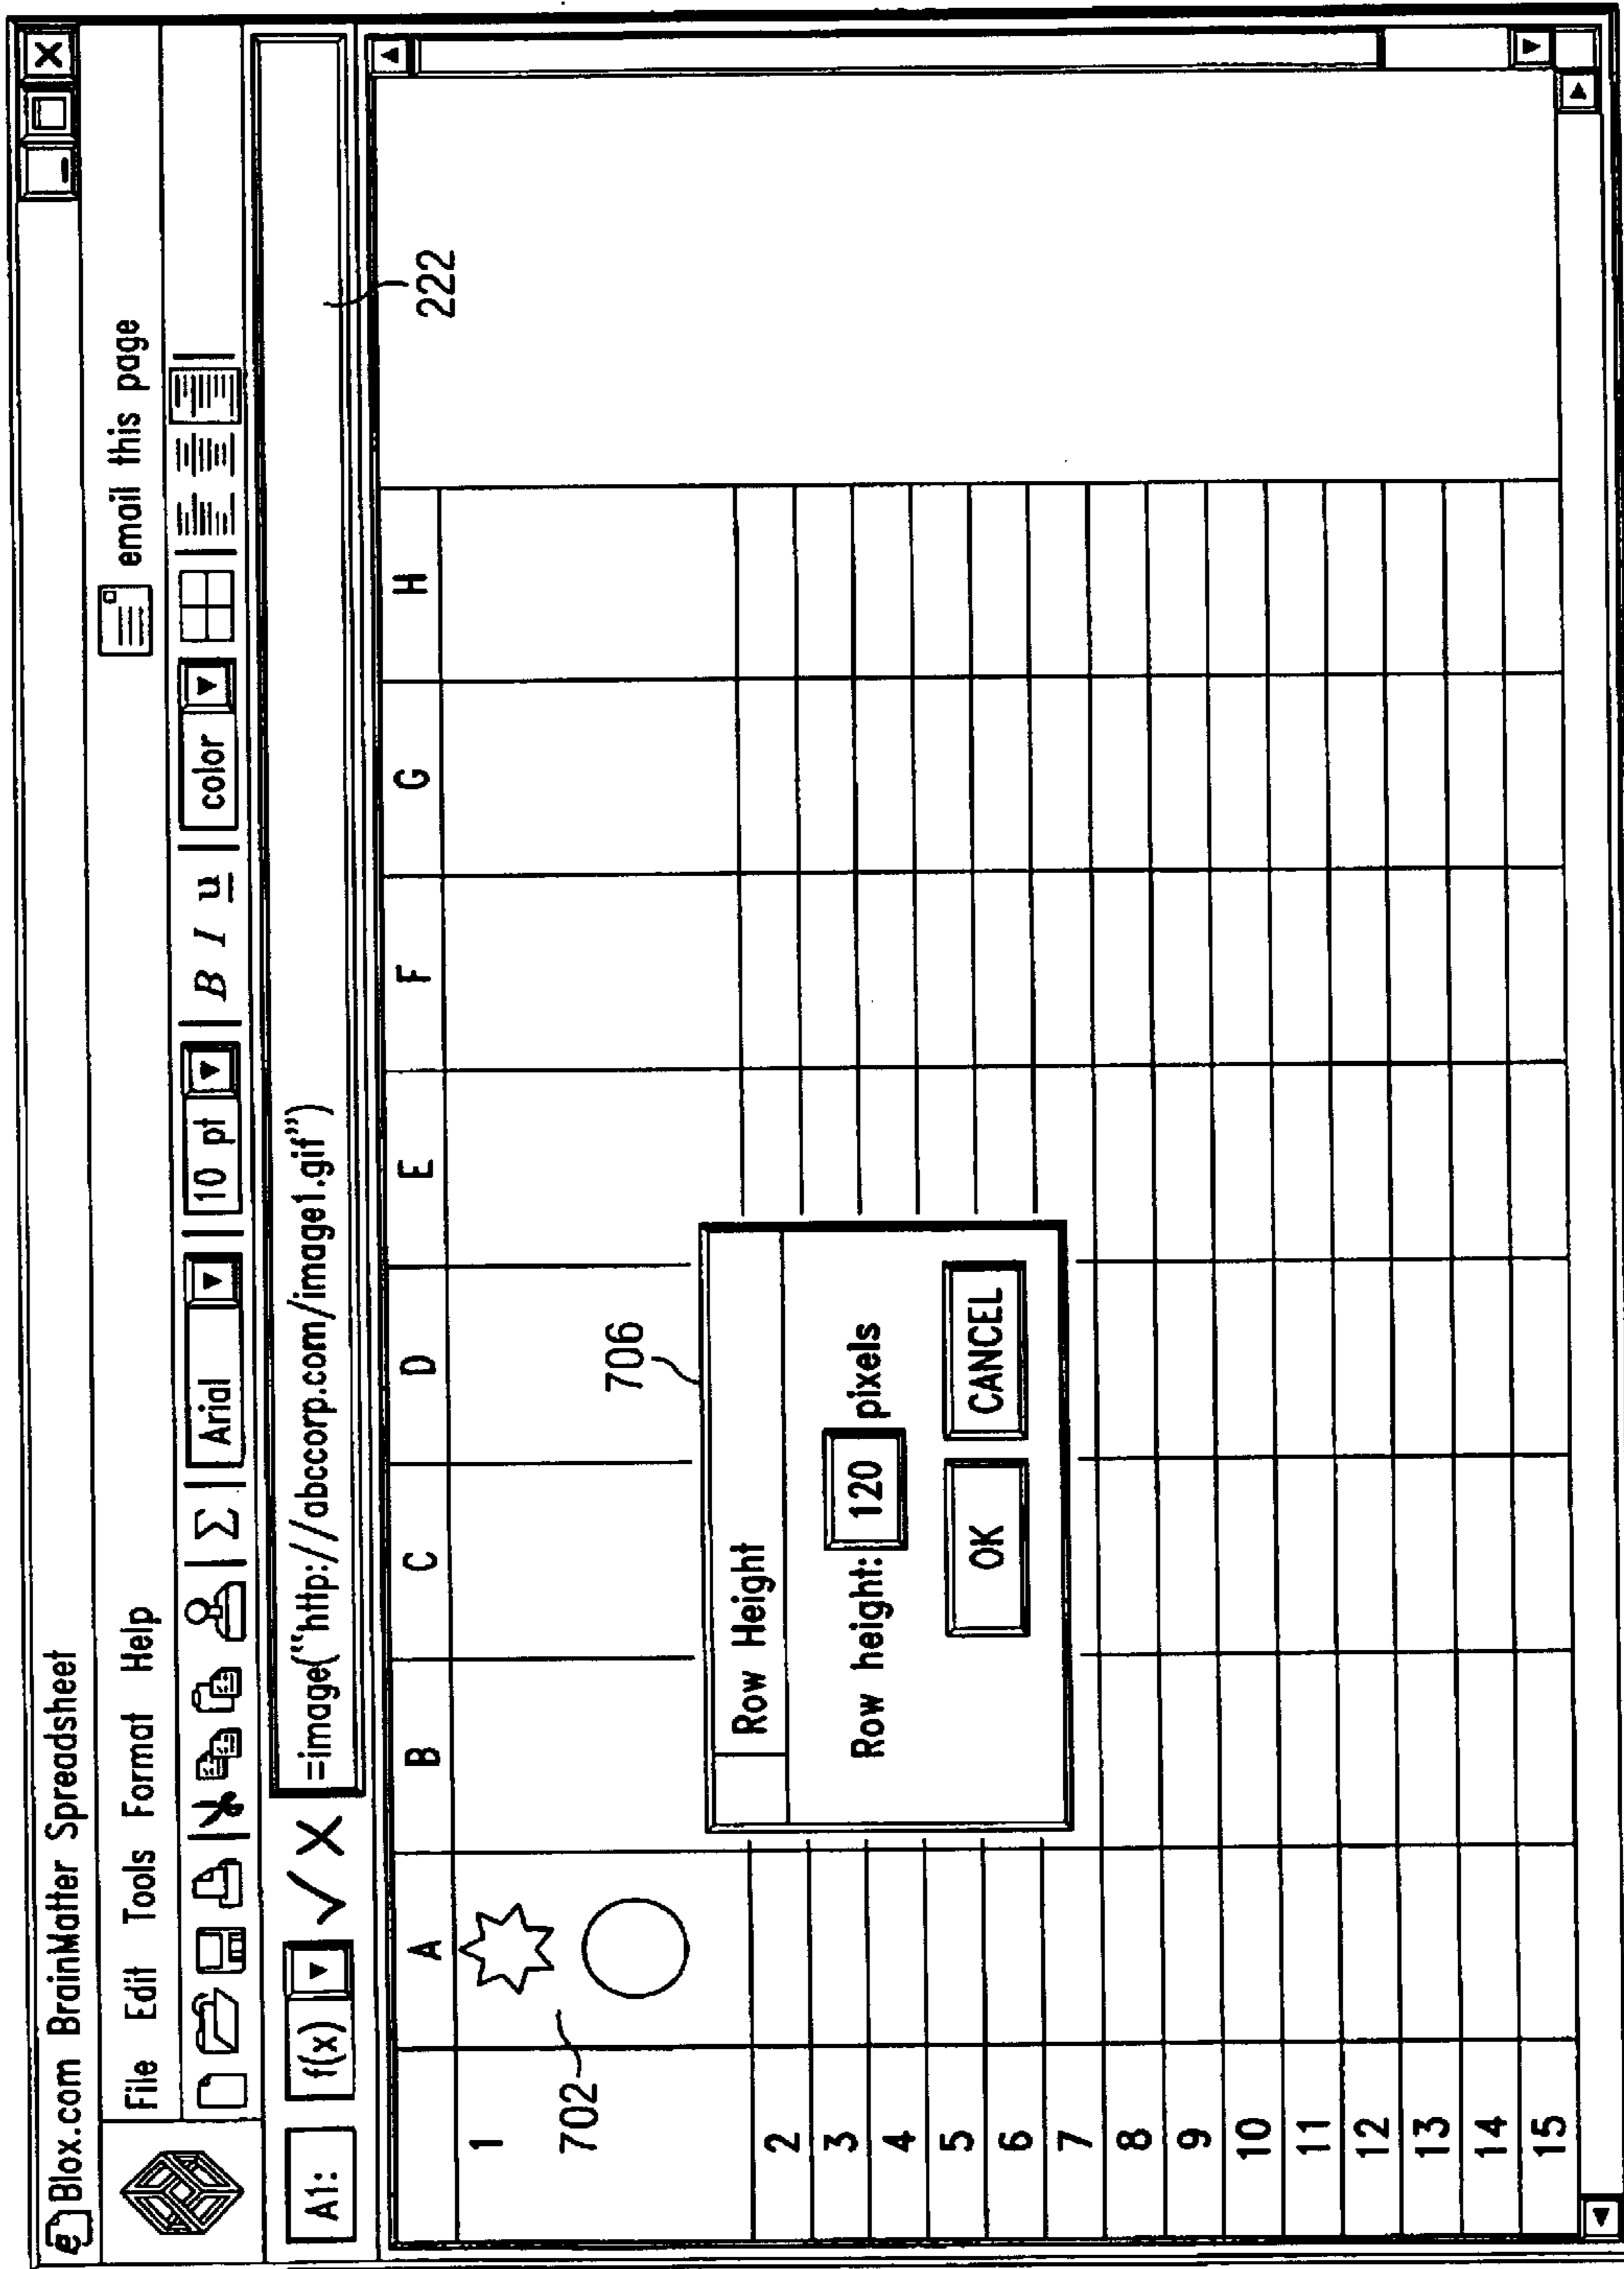 Blox.com BrainMatter Spreadsheet
File Edit Tools Format Help email this page
Σ Arial 10 pt B I u color
A1: f(x) √ X =image("http://abccorp.com/image1.gif")
222
A B C D E F G H
1
702
706
2
3
4
5
6
7
8
9
10
11
12
13
14
15
Row Height
Row height: 120 pixels
OK CANCEL